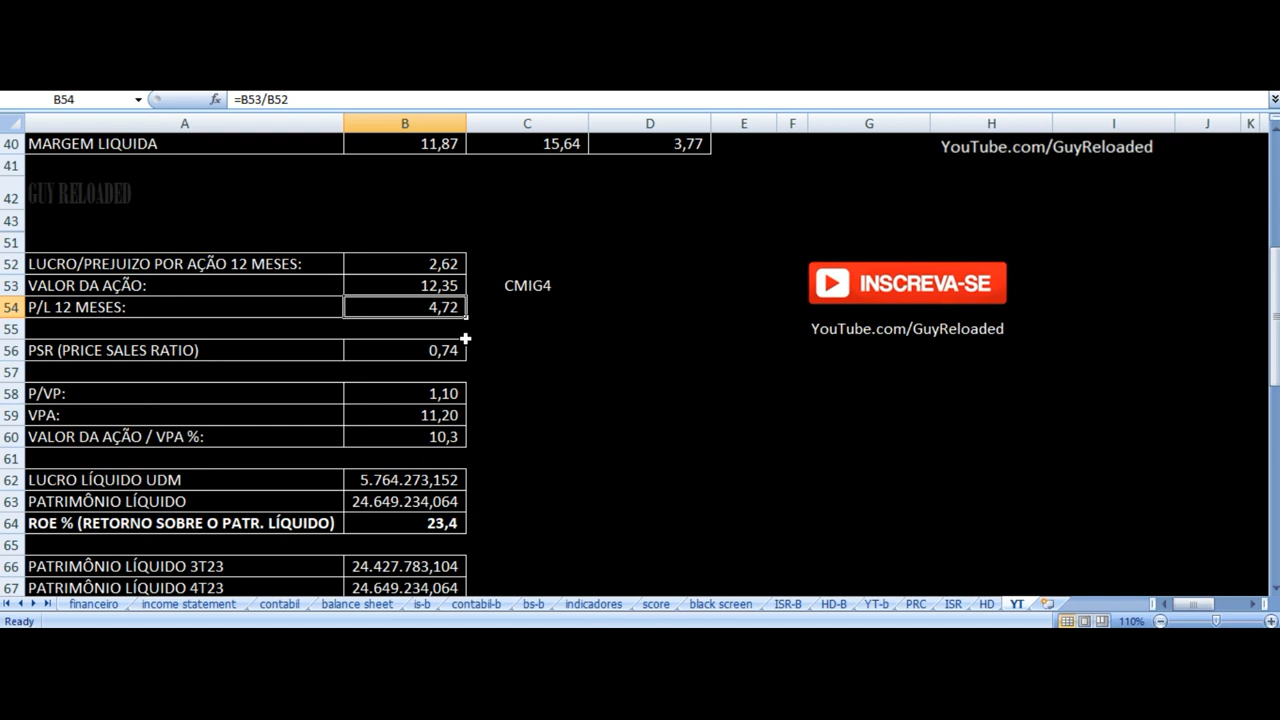 B54 fx =B53/B52
A B C D E F G H I J K
40 MARGEM LIQUIDA 11,87 15,64 3,77 YouTube.com/GuyReloaded
41
42 GUY RELOADED
43
51
52 LUCRO/PREJUIZO POR AÇÃO 12 MESES: 2,62
53 VALOR DA AÇÃO: 12,35 CMIG4
INSCREVA-SE
54 P/L 12 MESES: 4,72
55 YouTube.com/GuyReloaded
56 PSR (PRICE SALES RATIO) 0,74
57
58 P/VP: 1,10
59 VPA: 11,20
60 VALOR DA AÇÃO / VPA %: 10,3
61
62 LUCRO LÍQUIDO UDM 5.764.273,152
63 PATRIMÔNIO LÍQUIDO 24.649.234,064
64 ROE % (RETORNO SOBRE O PATR. LÍQUIDO) 23,4
65
66 PATRIMÔNIO LÍQUIDO 3T23 24.427.783,104
67 PATRIMÔNIO LÍQUIDO 4T23 24.649.234,064
financeiro income statement contabil balance sheet is-b contabil-b bs-b indicadores score black screen ISR-B HD-B YT-b PRC ISR HD YT
Ready 110%